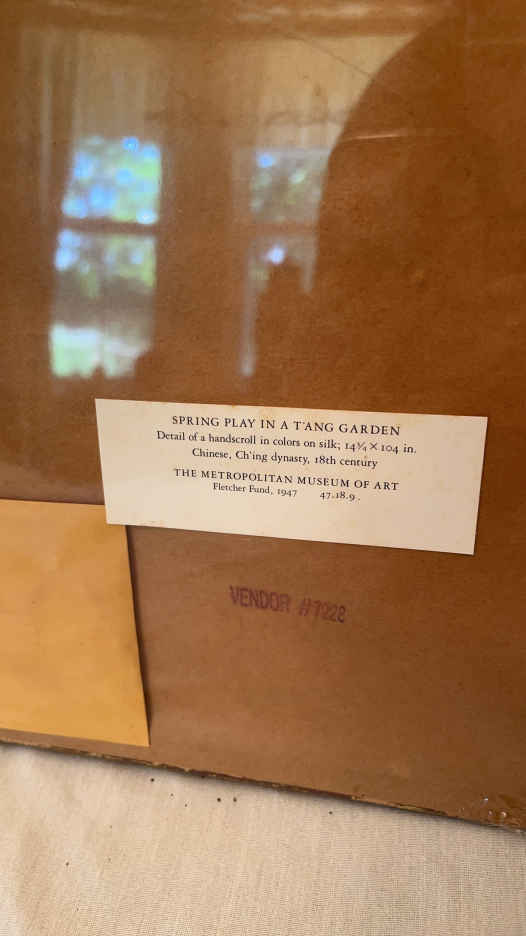 SPRING PLAY IN A T'ANG GARDEN
Detail of a handscroll in colors on silk; 14¾ × 104 in.
Chinese, Ch'ing dynasty, 18th century
THE METROPOLITAN MUSEUM OF ART
Fletcher Fund, 1947 47.18.9.
VENDOR #7228